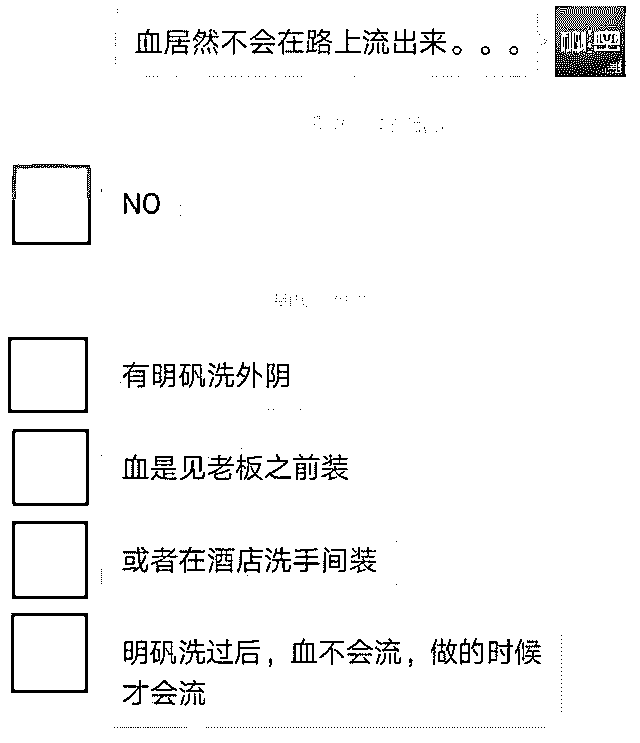 血居然不会在路上流出来。。。
NO
有明矾洗外阴
血是见老板之前装
或者在酒店洗手间装
明矾洗过后，血不会流，做的时候
才会流